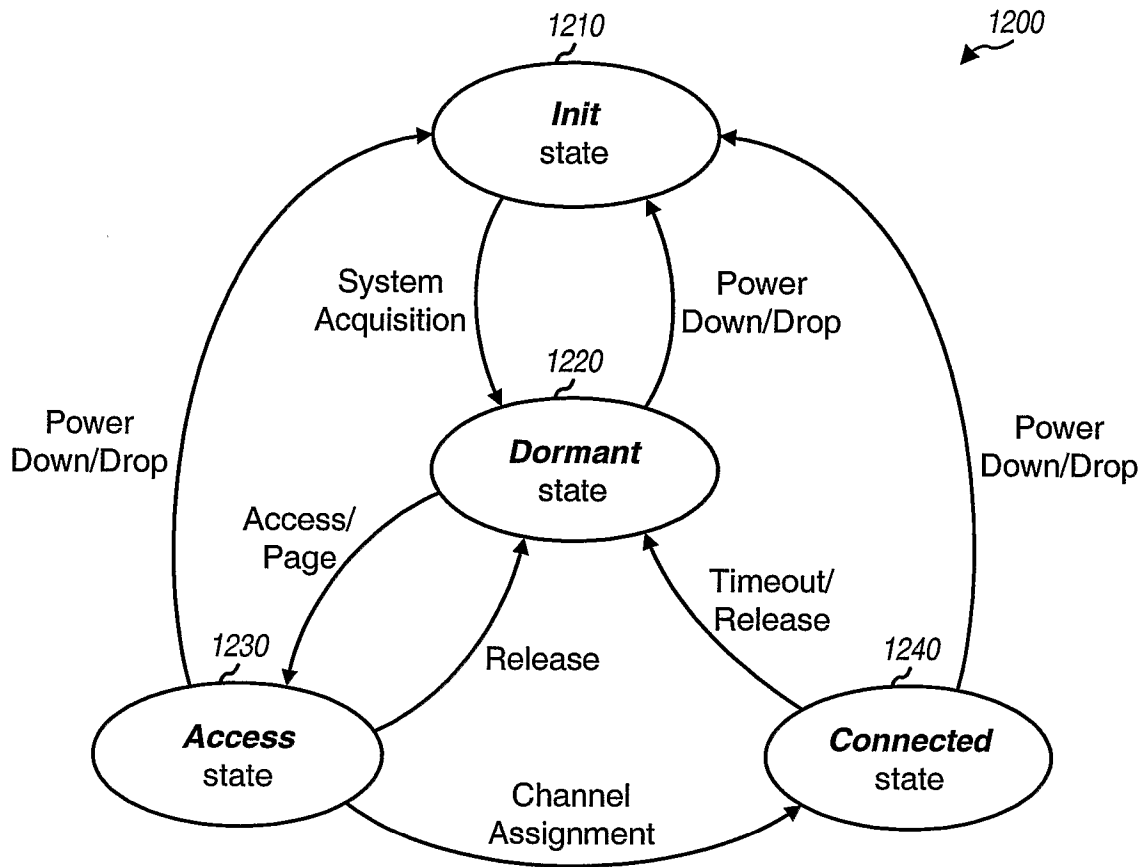 1210
1200
Init
state
System
Acquisition
Power
Down/Drop
1220
Power
Down/Drop
Dormant
state
Power
Down/Drop
Access/
Page
Timeout/
Release
1230
Release
1240
Access
state
Connected
state
Channel
Assignment